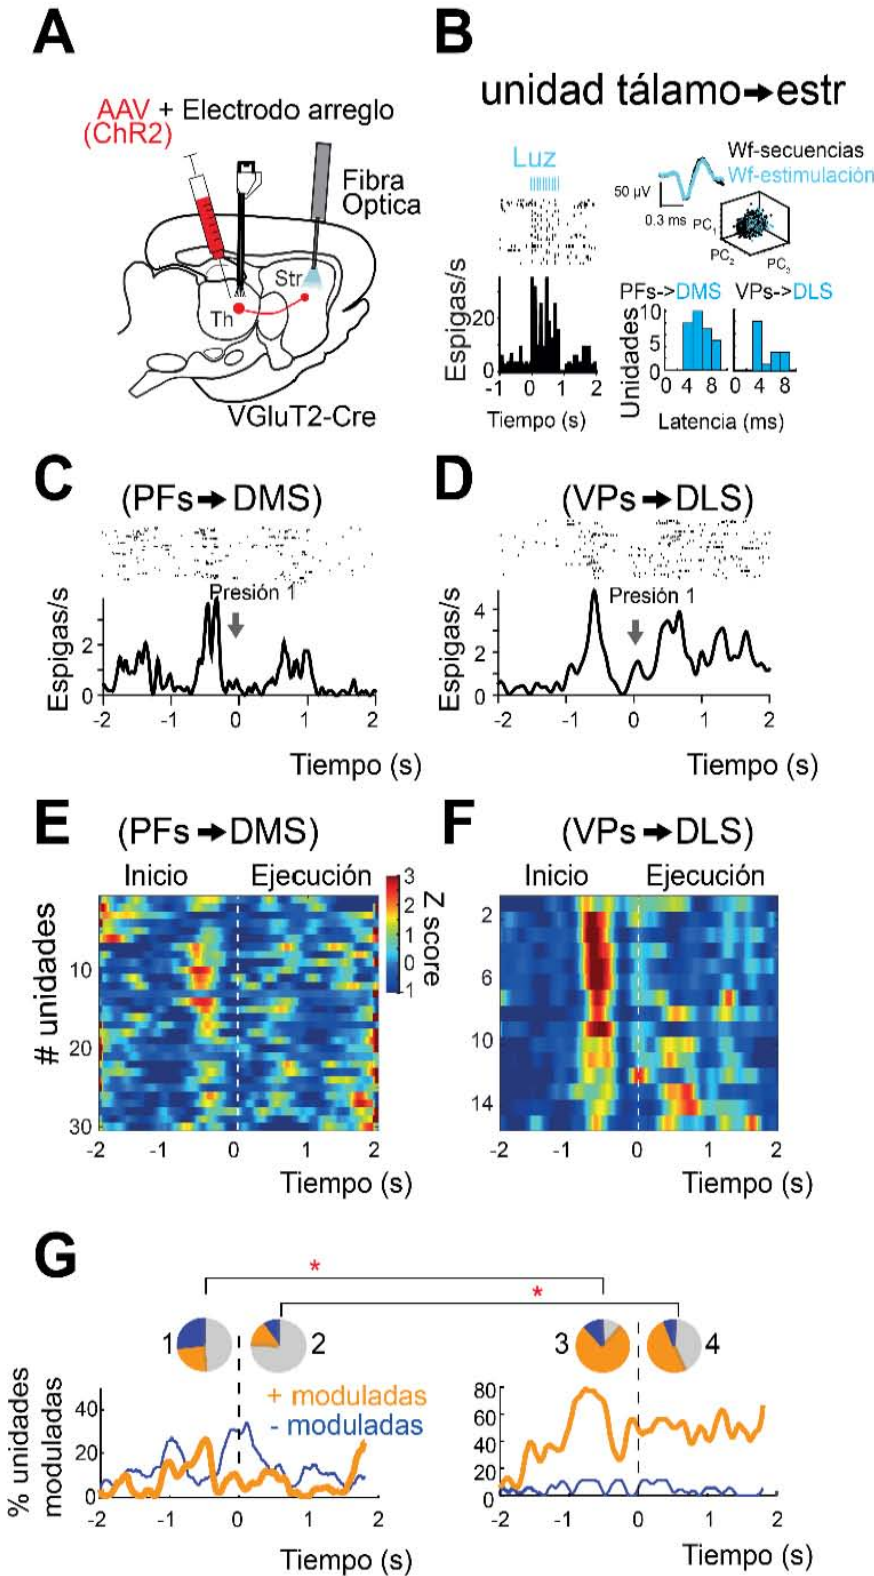 A
AAV + Electrodo arreglo
(ChR2)
Fibra
Optica
Str
Th
VGluT2-Cre
B
unidad tálamo➔estr
Luz
Espigas/s
20
0
-1 0 1 2
Tiempo (s)
Wf-secuencias
Wf-estimulación
50 µV
0.3 ms
PC1
PC2
PC3
PFs->DMS VPs->DLS
Unidades
10
5
0
0 4 8 0 4 8
Latencia (ms)
C
(PFs➔DMS)
Presión 1
Espigas/s
2
0
-2 -1 0 1 2
Tiempo (s)
D
(VPs➔DLS)
Presión 1
Espigas/s
4
2
0
-2 -1 0 1 2
Tiempo (s)
E
(PFs➔DMS)
Inicio Ejecución
# unidades
10
20
30
-2 -1 0 1 2
Tiempo (s)
3
2
1
0
-1
Z score
F
(VPs➔DLS)
Inicio Ejecución
2
6
10
14
-2 -1 0 1 2
Tiempo (s)
G
* *
1 2 3 4
+ moduladas
- moduladas
% unidades
moduladas
40
20
0
-2 -1 0 1 2
Tiempo (s)
80
60
40
20
0
-2 -1 0 1 2
Tiempo (s)